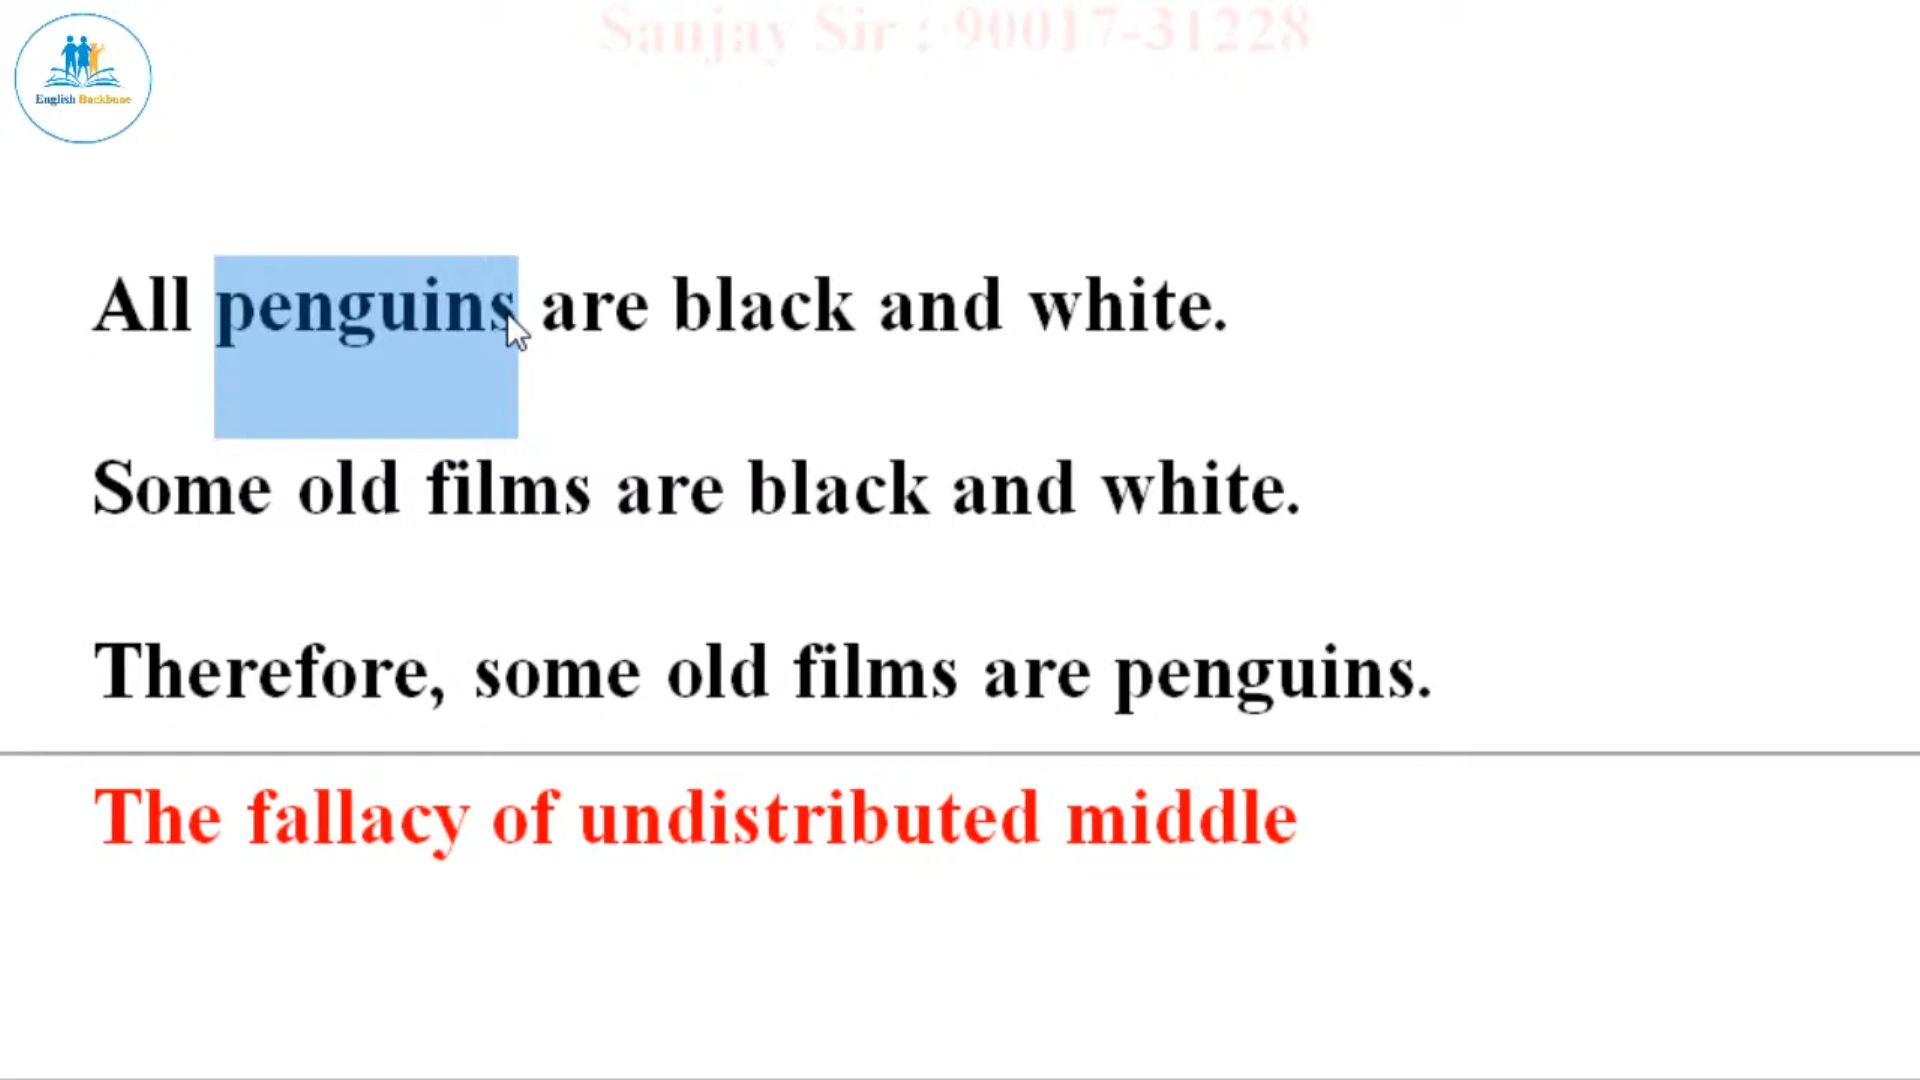 Sanjay Sir : 90017-31228
English Backbone
All penguins are black and white.
Some old films are black and white.
Therefore, some old films are penguins.
The fallacy of undistributed middle